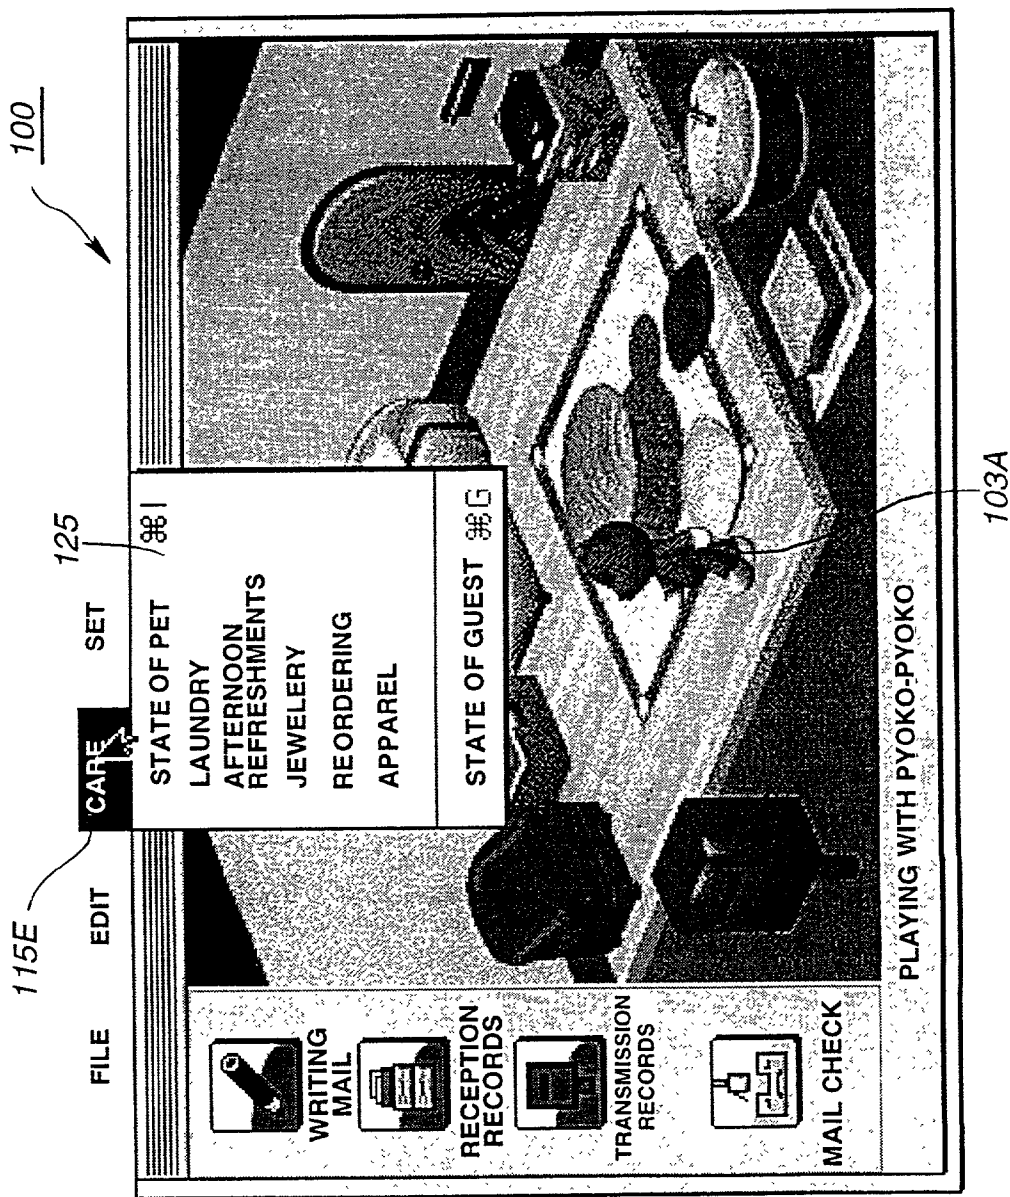 100
115E
125
FILE EDIT CARE SET
STATE OF PET ⌘I
LAUNDRY
AFTERNOON
REFRESHMENTS
JEWELERY
REORDERING
APPAREL
STATE OF GUEST ⌘G
WRITING
MAIL
RECEPTION
RECORDS
TRANSMISSION
RECORDS
MAIL CHECK
PLAYING WITH PYOKO-PYOKO
103A